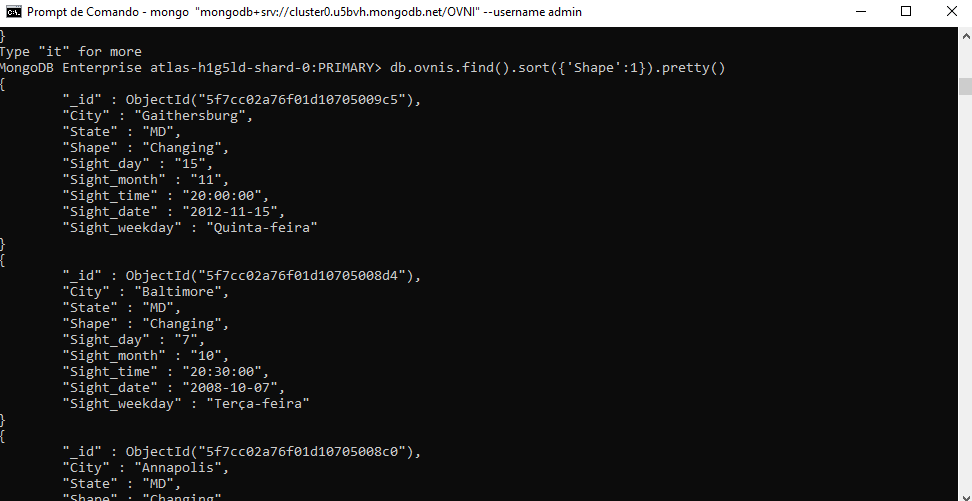 Prompt de Comando - mongo "mongodb+srv://cluster0.u5bvh.mongodb.net/OVNI" --username admin
}
Type "it" for more
MongoDB Enterprise atlas-h1g5ld-shard-0:PRIMARY> db.ovnis.find().sort({'Shape':1}).pretty()
{
"_id" : ObjectId("5f7cc02a76f01d10705009c5"),
"City" : "Gaithersburg",
"State" : "MD",
"Shape" : "Changing",
"Sight_day" : "15",
"Sight_month" : "11",
"Sight_time" : "20:00:00",
"Sight_date" : "2012-11-15",
"Sight_weekday" : "Quinta-feira"
}
{
"_id" : ObjectId("5f7cc02a76f01d10705008d4"),
"City" : "Baltimore",
"State" : "MD",
"Shape" : "Changing",
"Sight_day" : "7",
"Sight_month" : "10",
"Sight_time" : "20:30:00",
"Sight_date" : "2008-10-07",
"Sight_weekday" : "Terça-feira"
}
{
"_id" : ObjectId("5f7cc02a76f01d10705008c0"),
"City" : "Annapolis",
"State" : "MD",
"Shape" : "Changing",